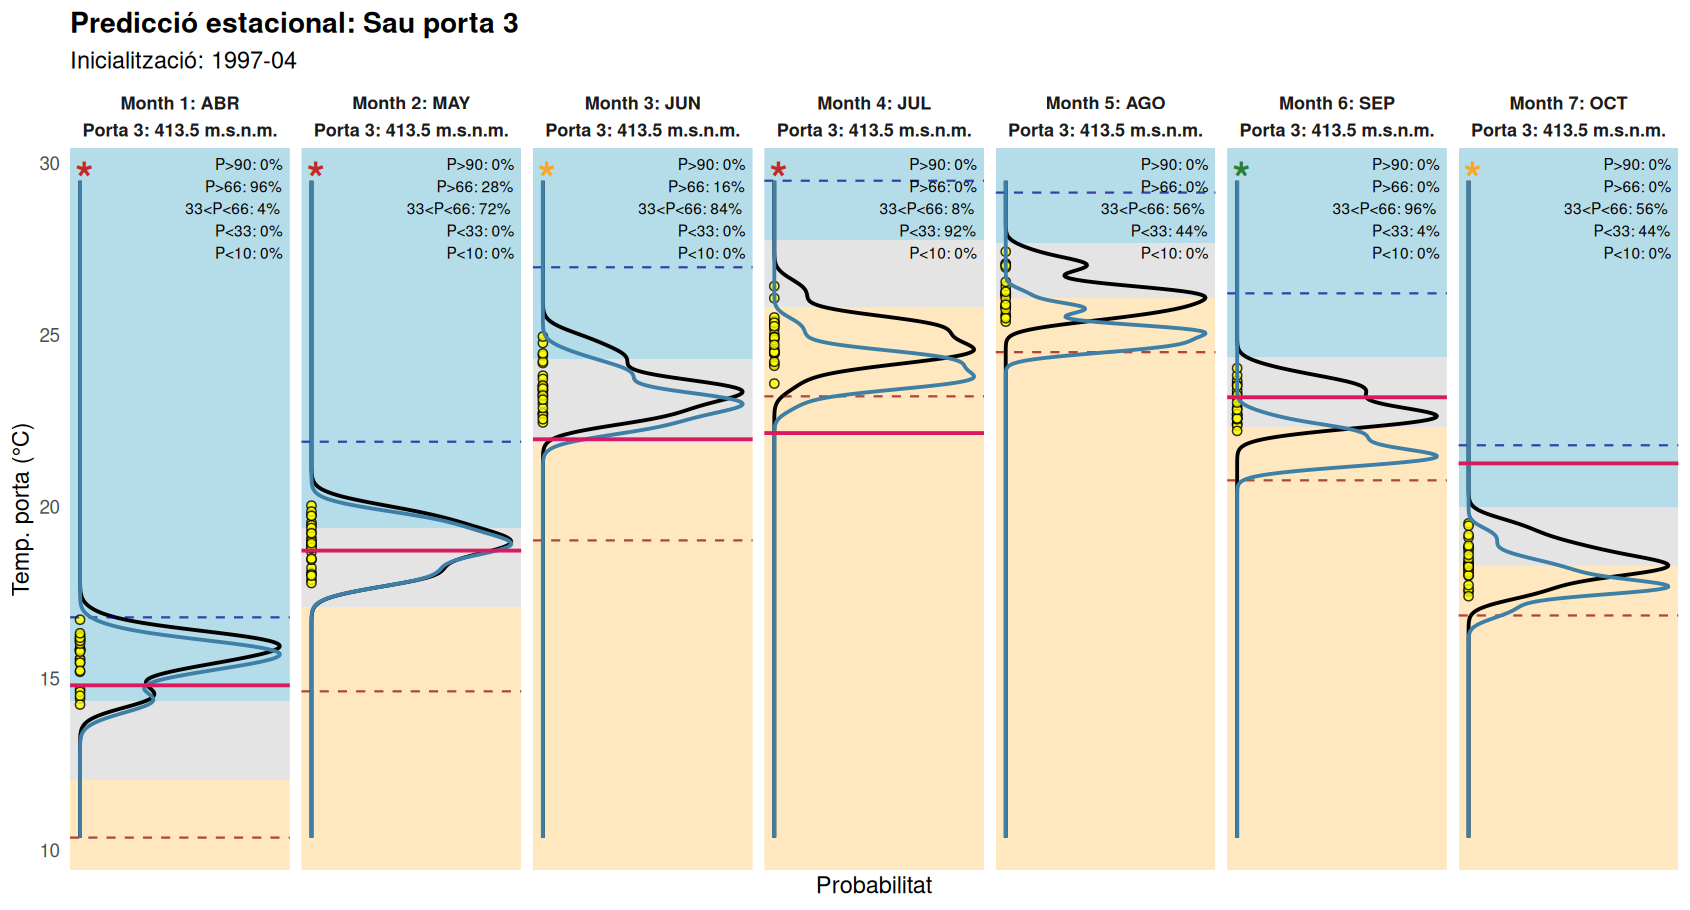 Predicció estacional: Sau porta 3
Inicialització: 1997-04
Month 1: ABR
Porta 3: 413.5 m.s.n.m.
Month 2: MAY
Porta 3: 413.5 m.s.n.m.
Month 3: JUN
Porta 3: 413.5 m.s.n.m.
Month 4: JUL
Porta 3: 413.5 m.s.n.m.
Month 5: AGO
Porta 3: 413.5 m.s.n.m.
Month 6: SEP
Porta 3: 413.5 m.s.n.m.
Month 7: OCT
Porta 3: 413.5 m.s.n.m.
Temp. porta (°C)
30
25
20
15
10
*
P>90: 0%
P>66: 96%
33<P<66: 4%
P<33: 0%
P<10: 0%
*
P>90: 0%
P>66: 28%
33<P<66: 72%
P<33: 0%
P<10: 0%
*
P>90: 0%
P>66: 16%
33<P<66: 84%
P<33: 0%
P<10: 0%
*
P>90: 0%
P>66: 0%
33<P<66: 8%
P<33: 92%
P<10: 0%
P>90: 0%
P>66: 0%
33<P<66: 56%
P<33: 44%
P<10: 0%
*
P>90: 0%
P>66: 0%
33<P<66: 96%
P<33: 4%
P<10: 0%
*
P>90: 0%
P>66: 0%
33<P<66: 56%
P<33: 44%
P<10: 0%
Probabilitat